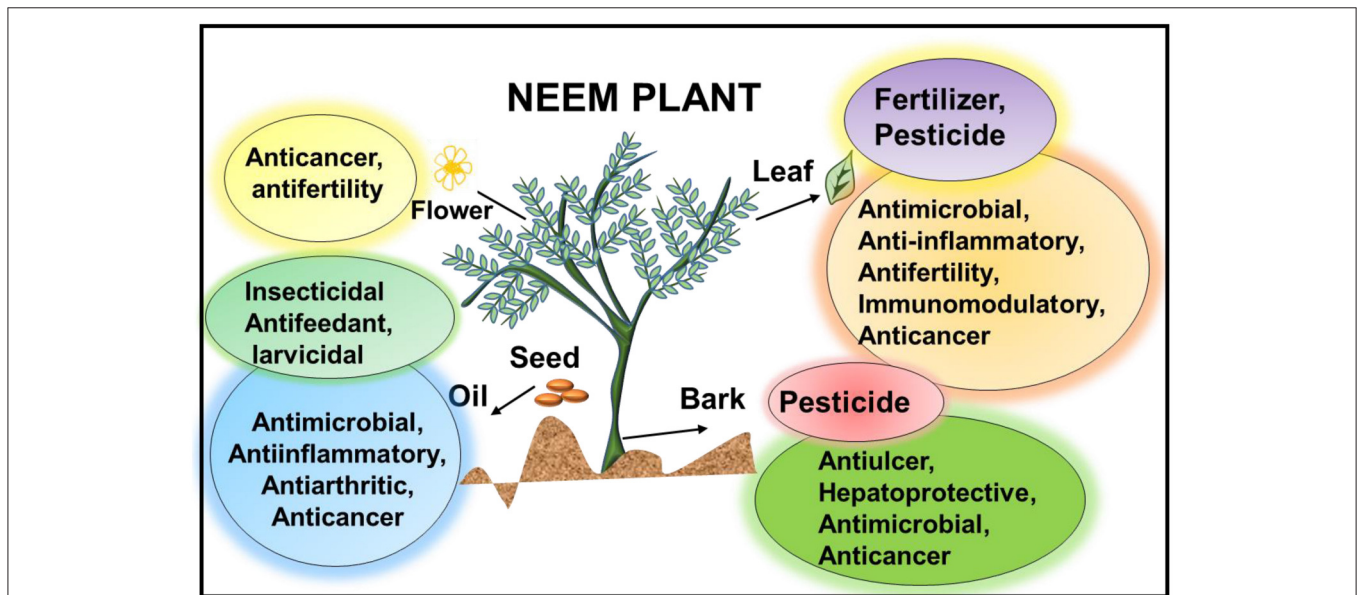 NEEM PLANT
Anticancer,
antifertility
Flower
Insecticidal
Antifeedant,
larvicidal
Seed
Oil
Antimicrobial,
Antiinflammatory,
Antiarthritic,
Anticancer
Leaf
Fertilizer,
Pesticide
Antimicrobial,
Anti-inflammatory,
Antifertility,
Immunomodulatory,
Anticancer
Bark
Pesticide
Antiulcer,
Hepatoprotective,
Antimicrobial,
Anticancer